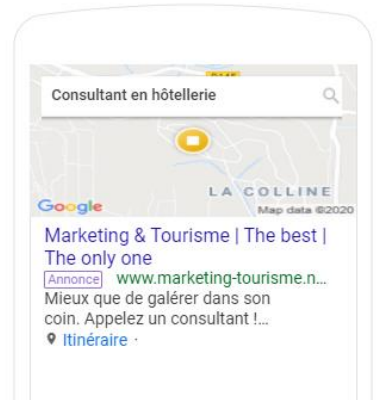 Consultant en hôtellerie
LA COLLINE
Google
Map data ©2020
Marketing & Tourisme | The best |
The only one
Annonce www.marketing-tourisme.n...
Mieux que de galérer dans son
coin. Appelez un consultant !...
Itinéraire ·